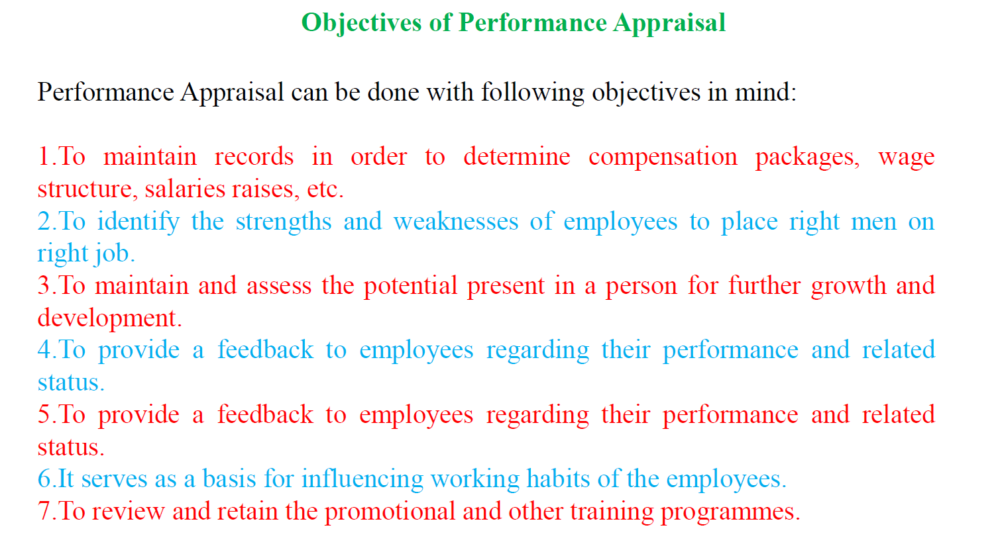 Objectives of Performance Appraisal
Performance Appraisal can be done with following objectives in mind:
1.To maintain records in order to determine compensation packages, wage
structure, salaries raises, etc.
2.To identify the strengths and weaknesses of employees to place right men on
right job.
3.To maintain and assess the potential present in a person for further growth and
development.
4.To provide a feedback to employees regarding their performance and related
status.
5.To provide a feedback to employees regarding their performance and related
status.
6.It serves as a basis for influencing working habits of the employees.
7.To review and retain the promotional and other training programmes.